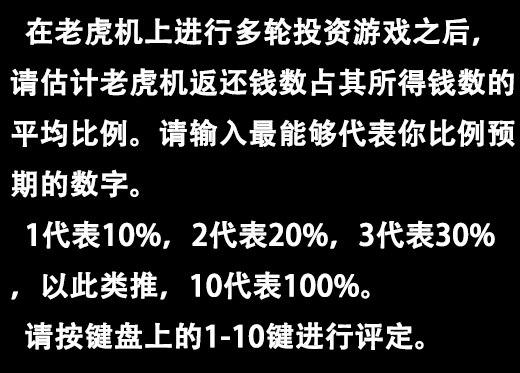 在老虎机上进行多轮投资游戏之后,
请估计老虎机返还钱数占其所得钱数的
平均比例。请输入最能够代表你比例预
期的数字。
1代表10%，2代表20%，3代表30%
，以此类推，10代表100%。
请按键盘上的1-10键进行评定。